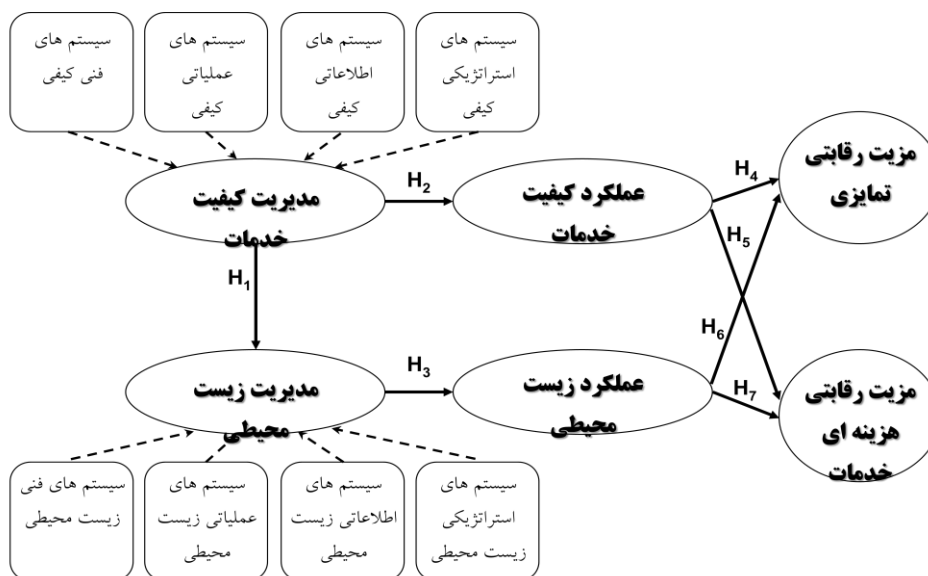 سیستم های
فنی کیفی
سیستم های
عملیاتی
کیفی
سیستم های
اطلاعاتی
کیفی
سیستم های
استراتژیکی
کیفی
مدیریت کیفیت
خدمات
H2
عملکرد کیفیت
خدمات
H4
مزیت رقابتی
تمایزی
H5
H1
H6
مدیریت زیست
محیطی
H3
عملکرد زیست
محیطی
H7
مزیت رقابتی
هزینه ای
خدمات
سیستم های فنی
زیست محیطی
سیستم های
عملیاتی زیست
محیطی
سیستم های
اطلاعاتی زیست
محیطی
سیستم های
استراتژیکی
زیست محیطی